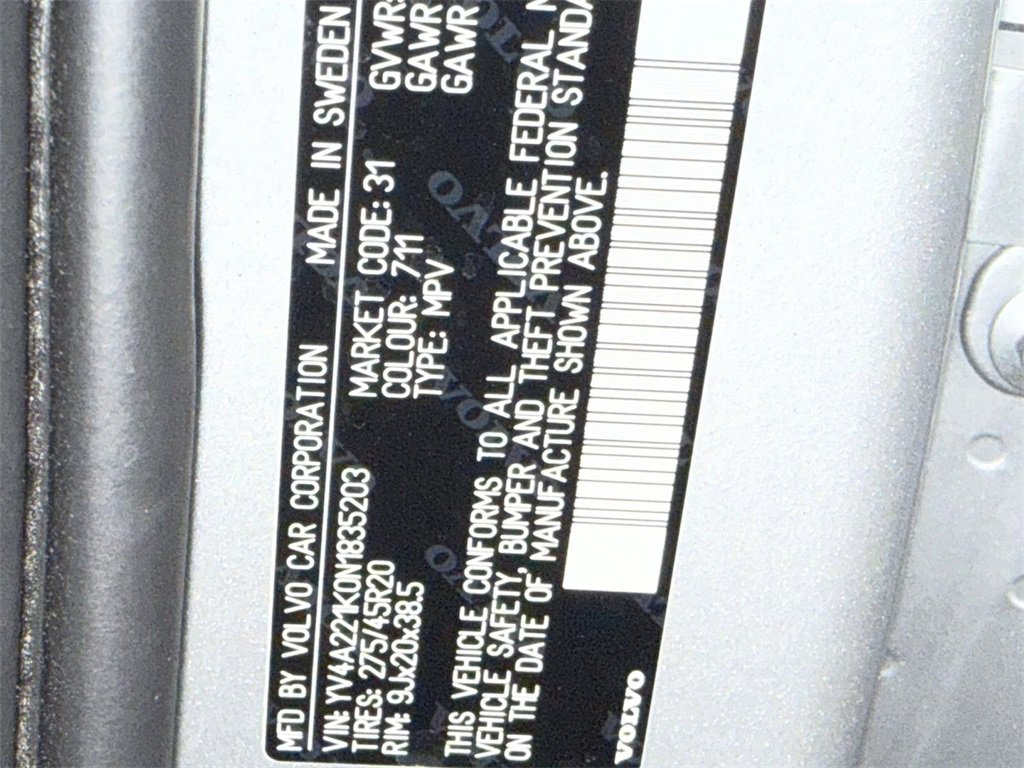 MFD BY VOLVO CAR CORPORATION MADE IN SWEDEN
VIN: YV4A221K0N1835203
TIRES: 275/45R20
RIM: 9Jx20x38.5
MARKET CODE: 31
COLOUR: 711
TYPE: MPV
GVWR
GAWR
GAWR
THIS VEHICLE CONFORMS TO ALL APPLICABLE FEDERAL M
VEHICLE SAFETY, BUMPER AND THEFT PREVENTION STANDA
ON THE DATE OF MANUFACTURE SHOWN ABOVE.
VOLVO